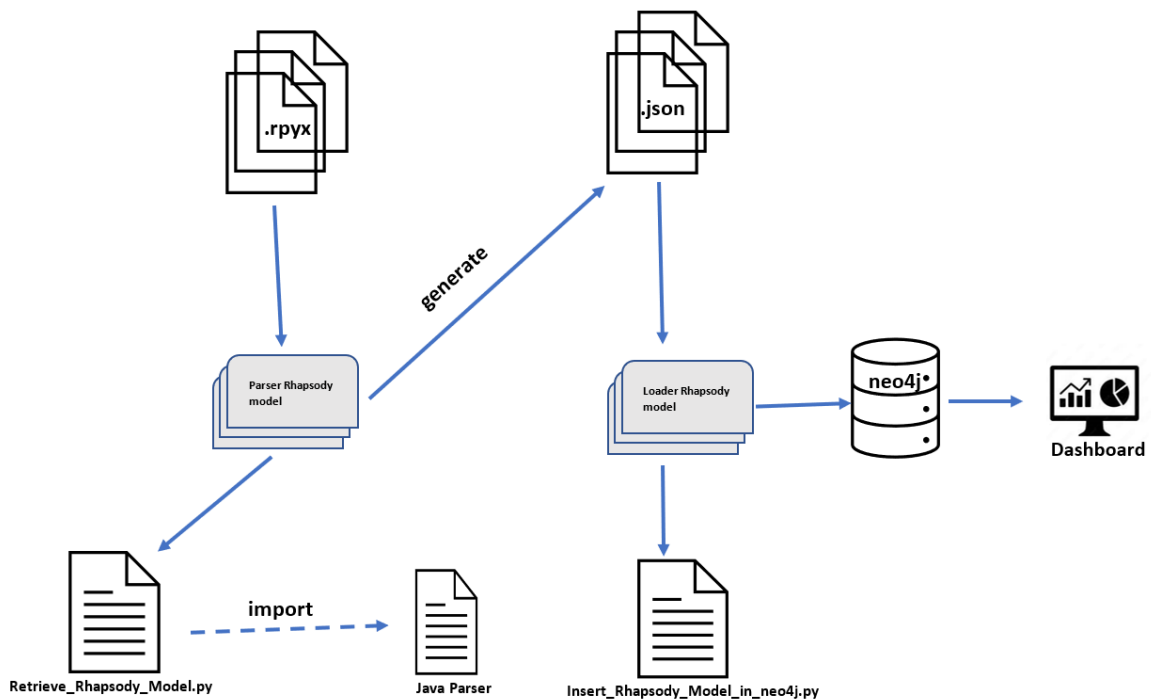 .rpyx
.json
generate
Parser Rhapsody
model
Loader Rhapsody
model
neo4j
Dashboard
import
Retrieve_Rhapsody_Model.py
Java Parser
Insert_Rhapsody_Model_in_neo4j.py